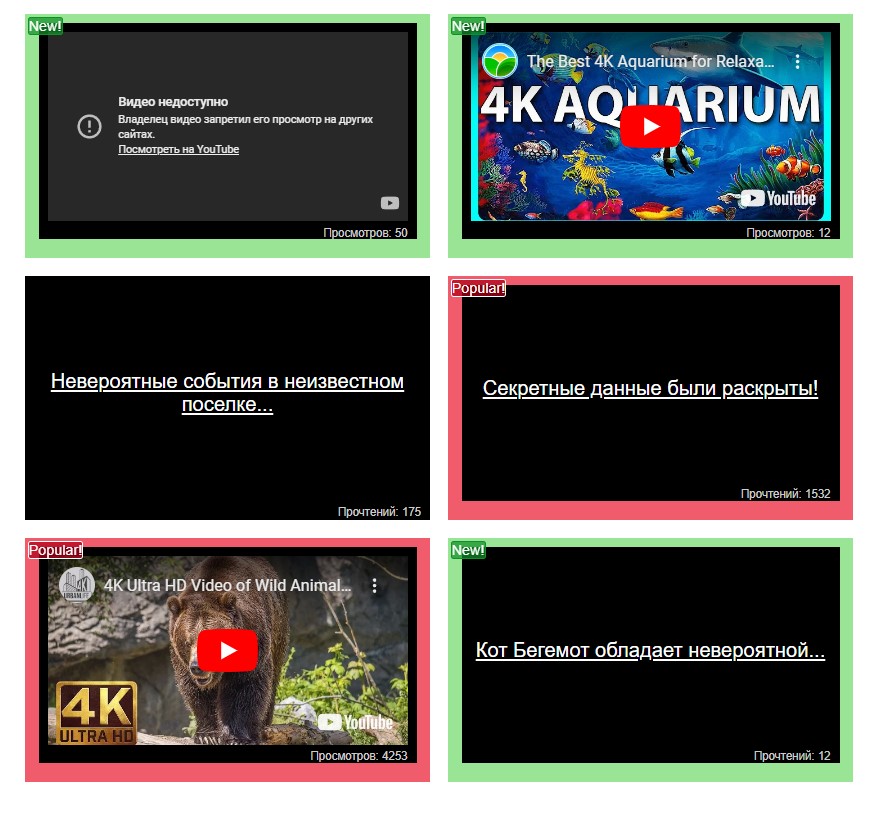 New!
Видео недоступно
Владелец видео запретил его просмотр на других
сайтах.
Посмотреть на YouTube
Просмотров: 50
New!
The Best 4K Aquarium for Relaxa...
4K AQUARIUM
YouTube
Просмотров: 12
Невероятные события в неизвестном
поселке...
Прочтений: 175
Popular!
Секретные данные были раскрыты!
Прочтений: 1532
Popular!
4K Ultra HD Video of Wild Animal...
4K
ULTRA HD
YouTube
Просмотров: 4253
New!
Кот Бегемот обладает невероятной...
Прочтений: 12